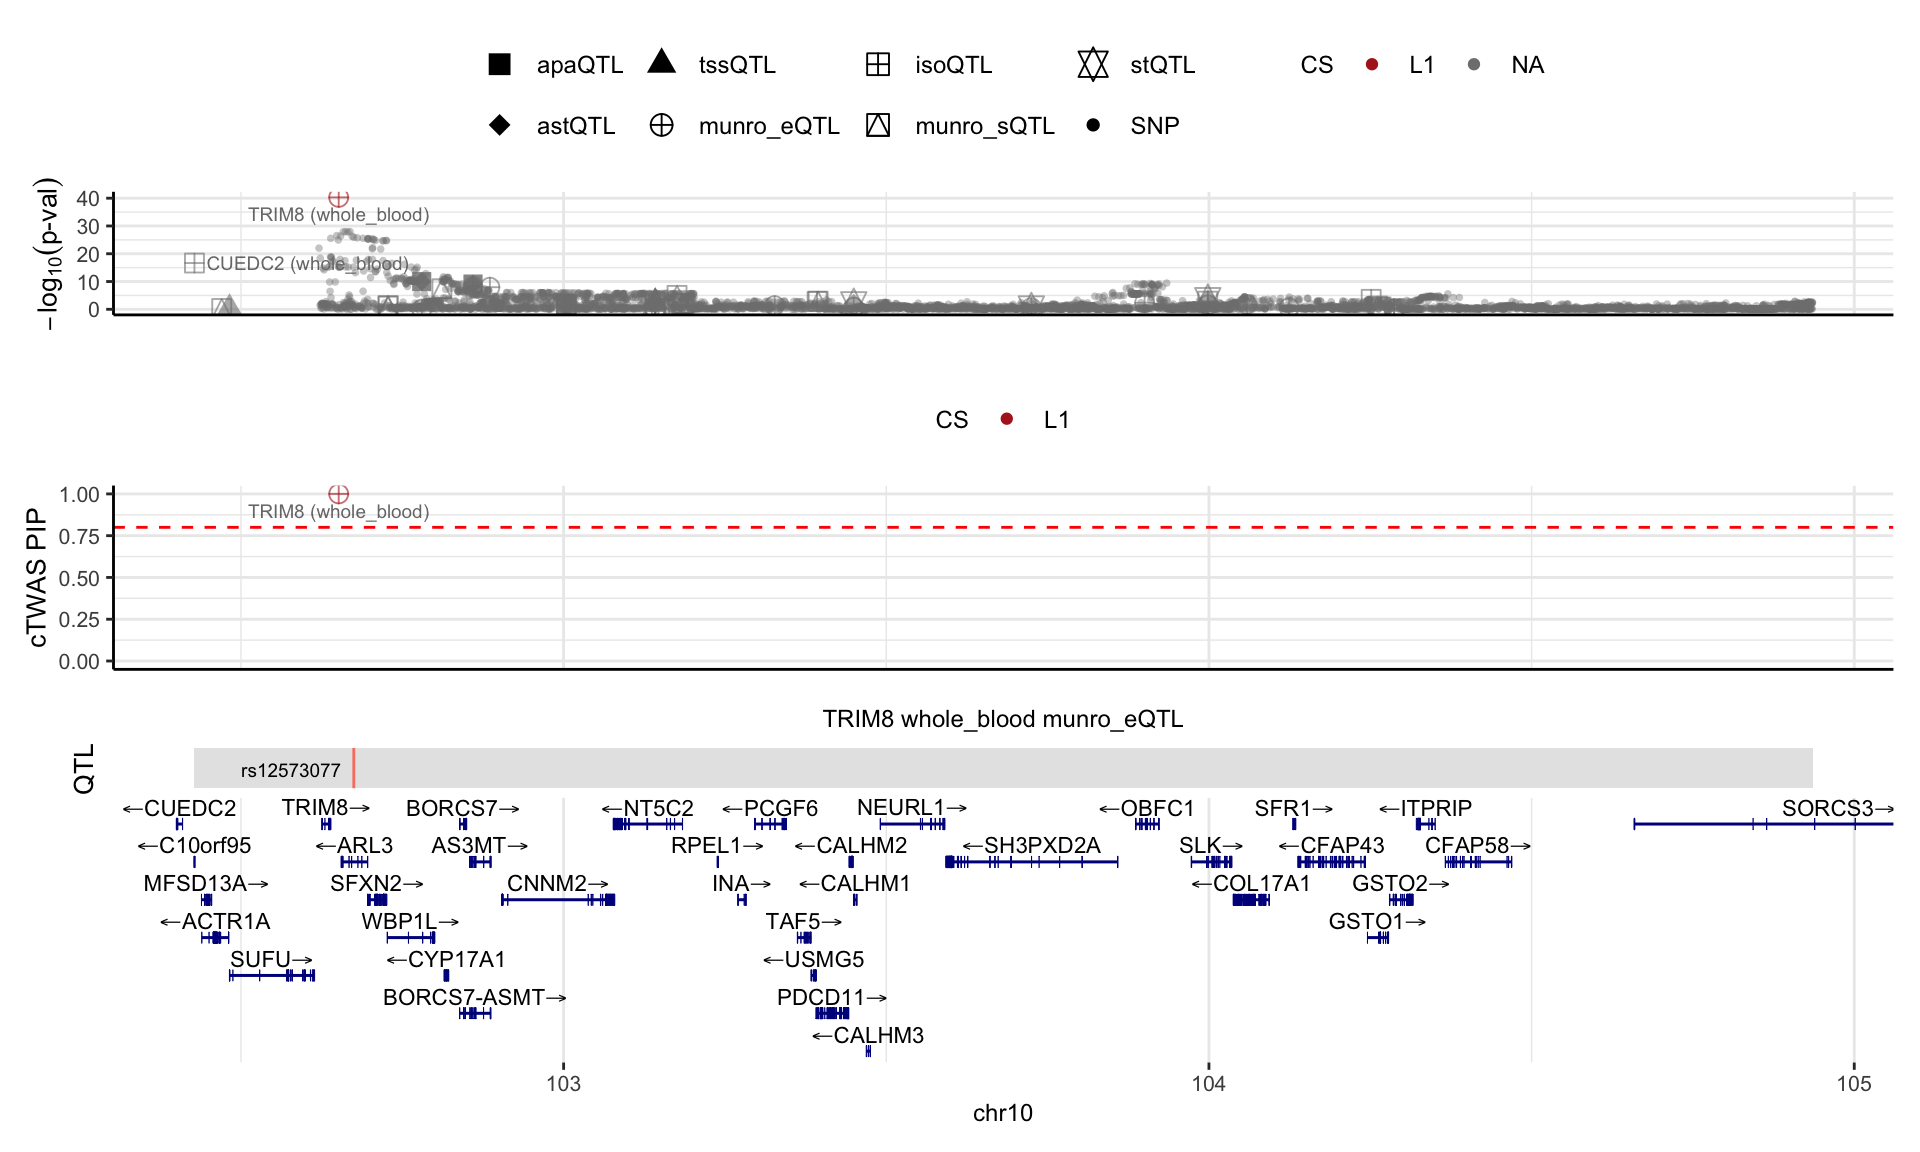 apaQTL tssQTL isoQTL stQTL CS L1 NA
astQTL munro_eQTL munro_sQTL SNP
−log10(p-val)
40
30
20
10
0
TRIM8 (whole_blood)
CUEDC2 (whole_blood)
CS L1
cTWAS PIP
1.00
0.75
0.50
0.25
0.00
TRIM8 (whole_blood)
TRIM8 whole_blood munro_eQTL
QTL
rs12573077
←CUEDC2 TRIM8→ BORCS7→ ←NT5C2 ←PCGF6 NEURL1→ ←OBFC1 SFR1→ ←ITPRIP SORCS3→
←C10orf95 ←ARL3 AS3MT→ RPEL1→ ←CALHM2 ←SH3PXD2A SLK→ ←CFAP43 CFAP58→
MFSD13A→ SFXN2→ CNNM2→ INA→ ←CALHM1 ←COL17A1 GSTO2→
←ACTR1A WBP1L→ TAF5→ GSTO1→
SUFU→ ←CYP17A1 ←USMG5
BORCS7-ASMT→ PDCD11→
←CALHM3
103 104 105
chr10